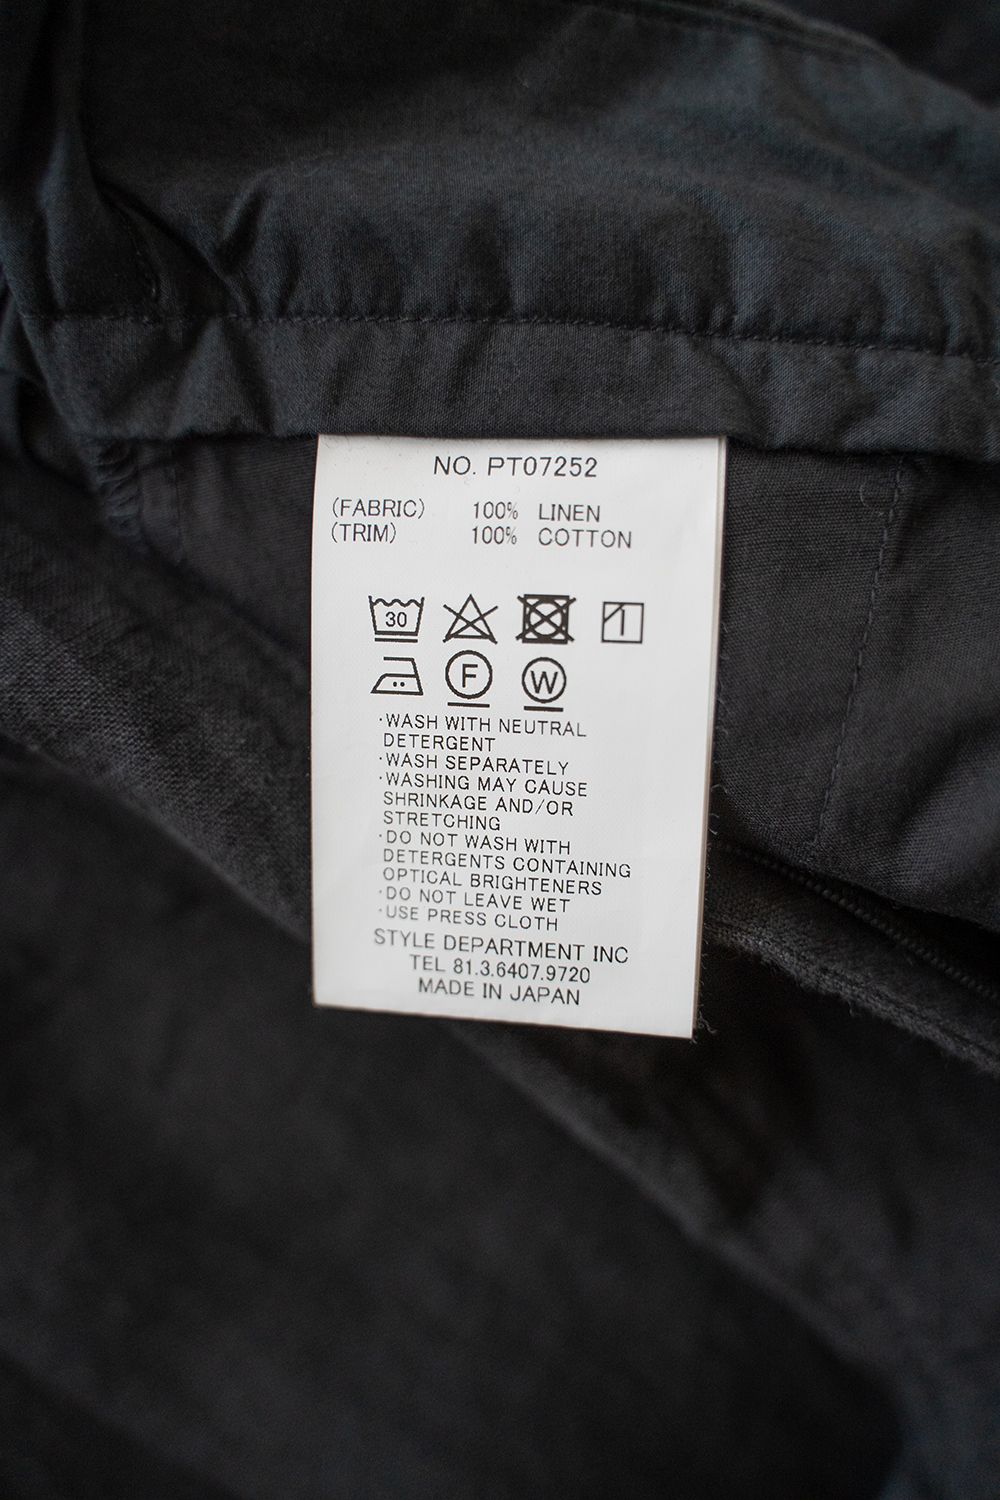 NO. PT07252
(FABRIC) 100% LINEN
(TRIM) 100% COTTON
30
F W
·WASH WITH NEUTRAL
DETERGENT
·WASH SEPARATELY
·WASHING MAY CAUSE
SHRINKAGE AND/OR
STRETCHING
·DO NOT WASH WITH
DETERGENTS CONTAINING
OPTICAL BRIGHTENERS
·DO NOT LEAVE WET
·USE PRESS CLOTH
STYLE DEPARTMENT INC
TEL 81.3.6407.9720
MADE IN JAPAN